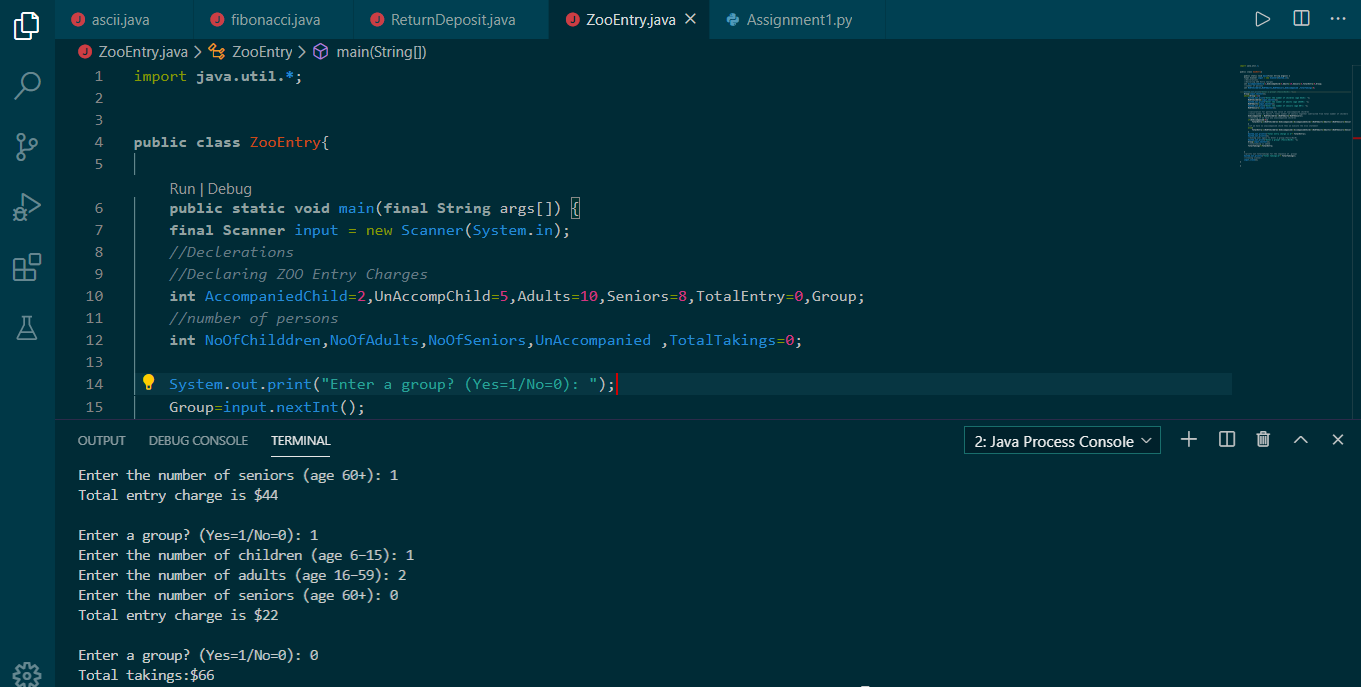 ascii.java fibonacci.java ReturnDeposit.java ZooEntry.java Assignment1.py
ZooEntry.java > ZooEntry > main(String[])
1 import java.util.*;
2
3
4 public class ZooEntry{
5
Run | Debug
6 public static void main(final String args[]) {
7 final Scanner input = new Scanner(System.in);
8 //Declerations
9 //Declaring ZOO Entry Charges
10 int AccompaniedChild=2,UnAccompChild=5,Adults=10,Seniors=8,TotalEntry=0,Group;
11 //number of persons
12 int NoOfChilddren,NoOfAdults,NoOfSeniors,UnAccompanied ,TotalTakings=0;
13
14 System.out.print("Enter a group? (Yes=1/No=0): ");
15 Group=input.nextInt();
OUTPUT DEBUG CONSOLE TERMINAL 2: Java Process Console
Enter the number of seniors (age 60+): 1
Total entry charge is $44
Enter a group? (Yes=1/No=0): 1
Enter the number of children (age 6-15): 1
Enter the number of adults (age 16-59): 2
Enter the number of seniors (age 60+): 0
Total entry charge is $22
Enter a group? (Yes=1/No=0): 0
Total takings:$66